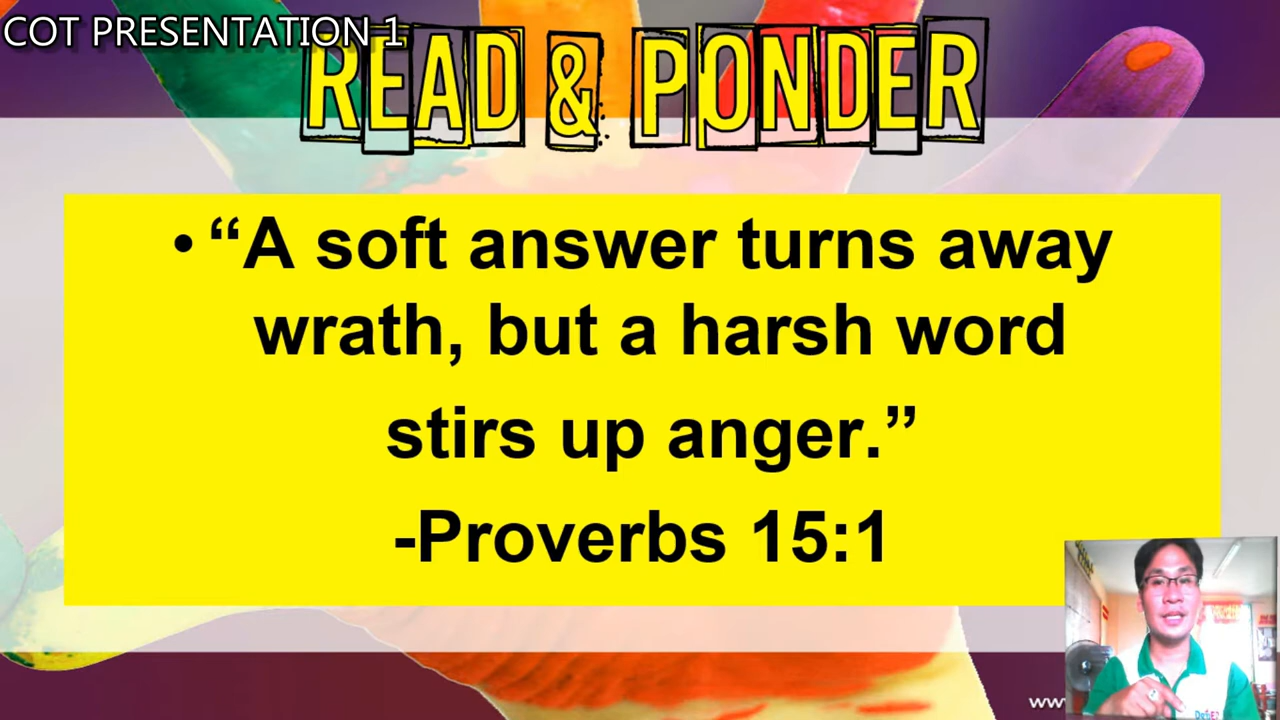 COT PRESENTATION 1
READ & PONDER
• “A soft answer turns away
wrath, but a harsh word
stirs up anger.”
-Proverbs 15:1
www